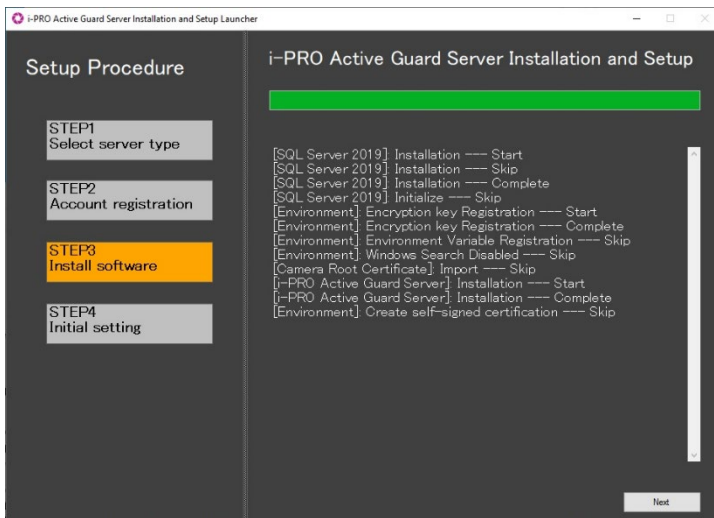 i-PRO Active Guard Server Installation and Setup Launcher
Setup Procedure
STEP1
Select server type
STEP2
Account registration
STEP3
Install software
STEP4
Initial setting
i-PRO Active Guard Server Installation and Setup
[SQL Server 2019]: Installation --- Start
[SQL Server 2019]: Installation --- Skip
[SQL Server 2019]: Installation --- Complete
[SQL Server 2019]: Initialize --- Skip
[Environment]: Encryption key Registration --- Start
[Environment]: Encryption key Registration --- Complete
[Environment]: Environment Variable Registration --- Skip
[Environment]: Windows Search Disabled --- Skip
[Camera Root Certificate]: Import --- Skip
[i-PRO Active Guard Server]: Installation --- Start
[i-PRO Active Guard Server]: Installation --- Complete
[Environment]: Create self-signed certification --- Skip
Next